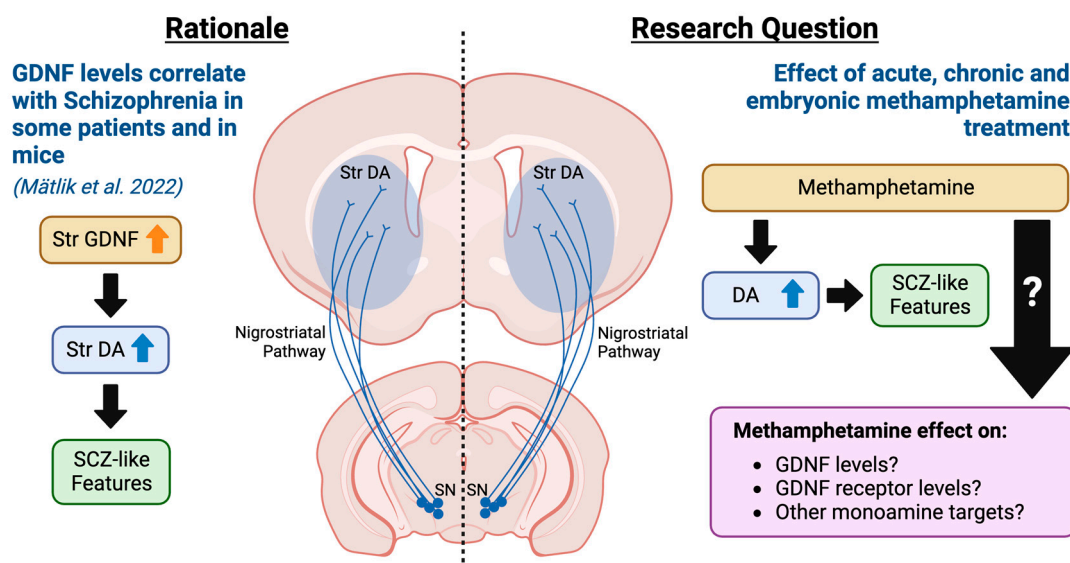 Rationale
GDNF levels correlate
with Schizophrenia in
some patients and in
mice
(Mätlik et al. 2022)
Str GDNF
Str DA
SCZ-like
Features
Str DA
Str DA
Nigrostriatal
Pathway
Nigrostriatal
Pathway
SN
SN
Research Question
Effect of acute, chronic and
embryonic methamphetamine
treatment
Methamphetamine
DA
SCZ-like
Features
?
Methamphetamine effect on:
• GDNF levels?
• GDNF receptor levels?
• Other monoamine targets?